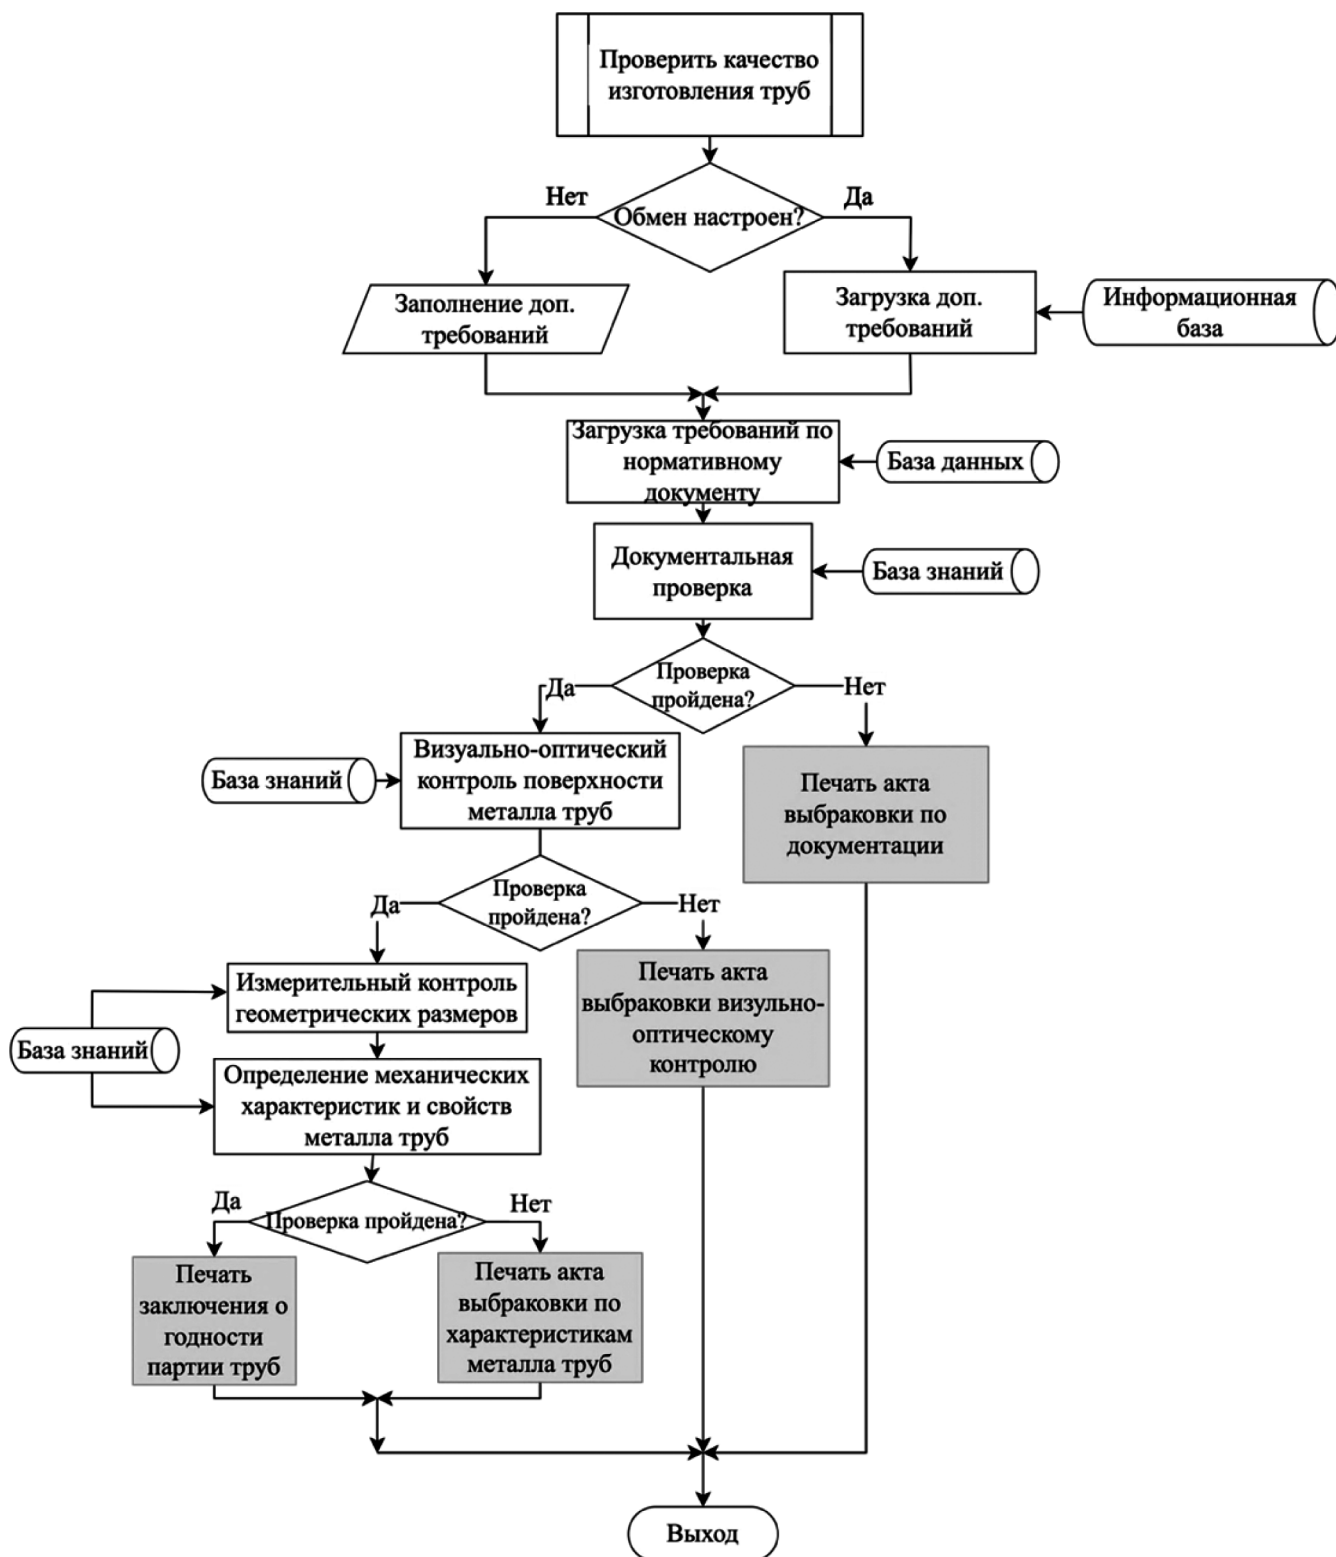 Проверить качество
изготовления труб
Нет
Да
Обмен настроен?
Заполнение доп.
требований
Загрузка доп.
требований
Информационная
база
Загрузка требований по
нормативному
документу
База данных
Документальная
проверка
База знаний
Проверка
пройдена?
Да
Нет
Визуально-оптический
контроль поверхности
металла труб
База знаний
Печать акта
выбраковки по
документации
Проверка
пройдена?
Да
Нет
Измерительный контроль
геометрических размеров
Печать акта
выбраковки визульно-
оптическому
контролю
База знаний
Определение механических
характеристик и свойств
металла труб
Да
Нет
Проверка пройдена?
Печать
заключения о
годности
партии труб
Печать акта
выбраковки по
характеристикам
металла труб
Выход